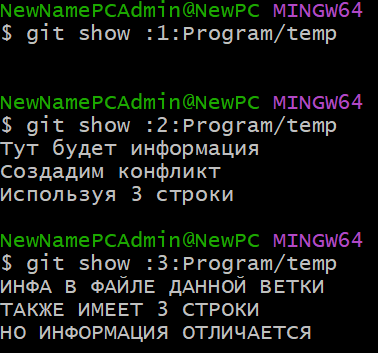 NewNamePCAdmin@NewPC MINGW64
$ git show :1:Program/temp
NewNamePCAdmin@NewPC MINGW64
$ git show :2:Program/temp
Тут будет информация
Создадим конфликт
Используя 3 строки
NewNamePCAdmin@NewPC MINGW64
$ git show :3:Program/temp
ИНФА В ФАЙЛЕ ДАННОЙ ВЕТКИ
ТАКЖЕ ИМЕЕТ 3 СТРОКИ
НО ИНФОРМАЦИЯ ОТЛИЧАЕТСЯ